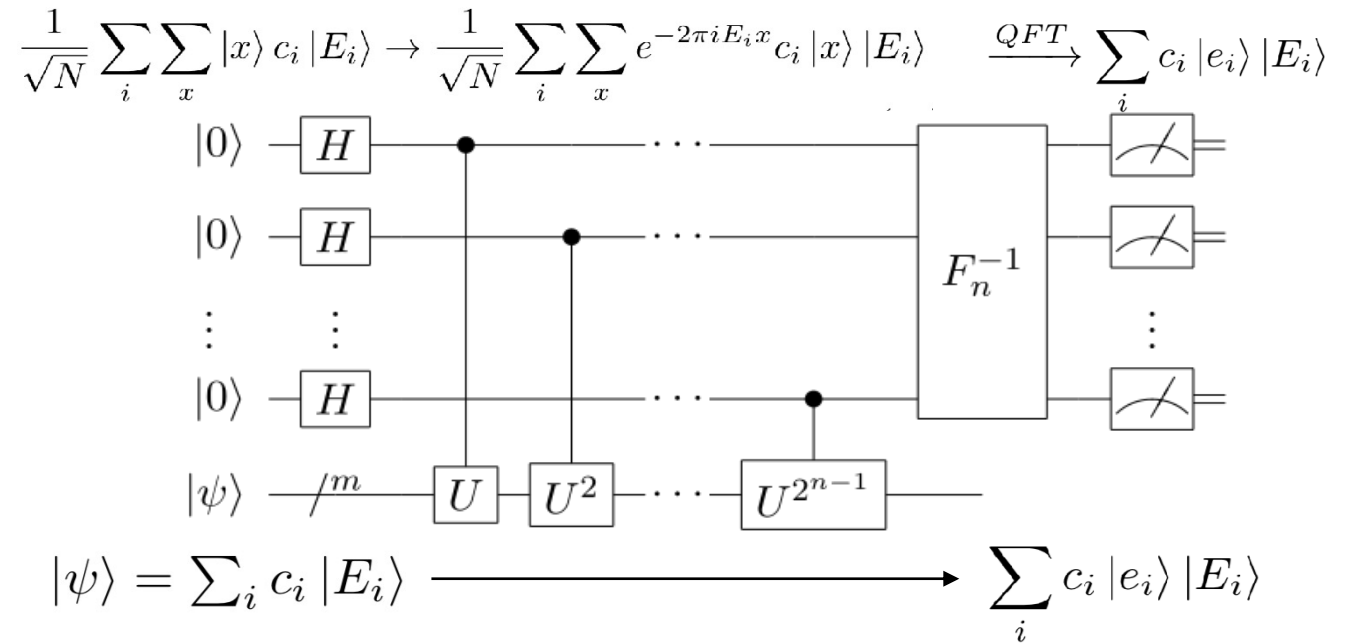 $\frac{1}{\sqrt{N}} \sum_i \sum_x |x\rangle \, c_i \, |E_i\rangle \rightarrow \frac{1}{\sqrt{N}} \sum_i \sum_x e^{-2\pi i E_i x} c_i \, |x\rangle \, |E_i\rangle \quad \xrightarrow{QFT} \sum_i c_i \, |e_i\rangle \, |E_i\rangle$
$|0\rangle$ $H$ ···
$|0\rangle$ $H$ ···
$F_n^{-1}$
⋮ ⋮ ⋮
$|0\rangle$ $H$ ···
$|\psi\rangle$ $/^m$ $U$ $U^2$ ··· $U^{2^{n-1}}$
$|\psi\rangle = \sum_i c_i \, |E_i\rangle \longrightarrow \sum_i c_i \, |e_i\rangle \, |E_i\rangle$